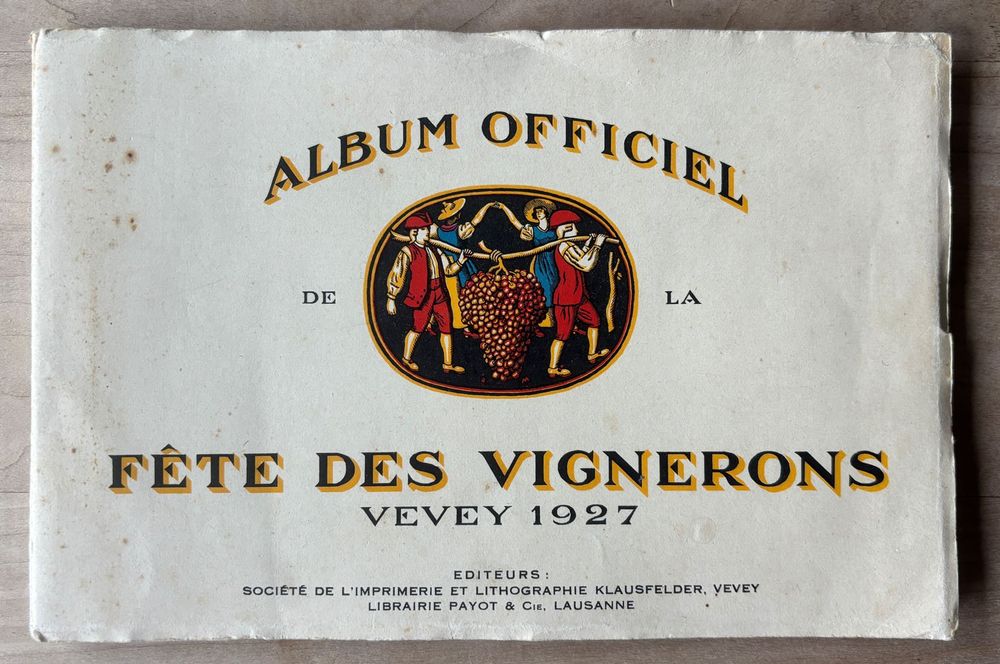 ALBUM OFFICIEL
DE LA
FÊTE DES VIGNERONS
VEVEY 1927
EDITEURS :
SOCIÉTÉ DE L'IMPRIMERIE ET LITHOGRAPHIE KLAUSFELDER, VEVEY
LIBRAIRIE PAYOT & CIE, LAUSANNE